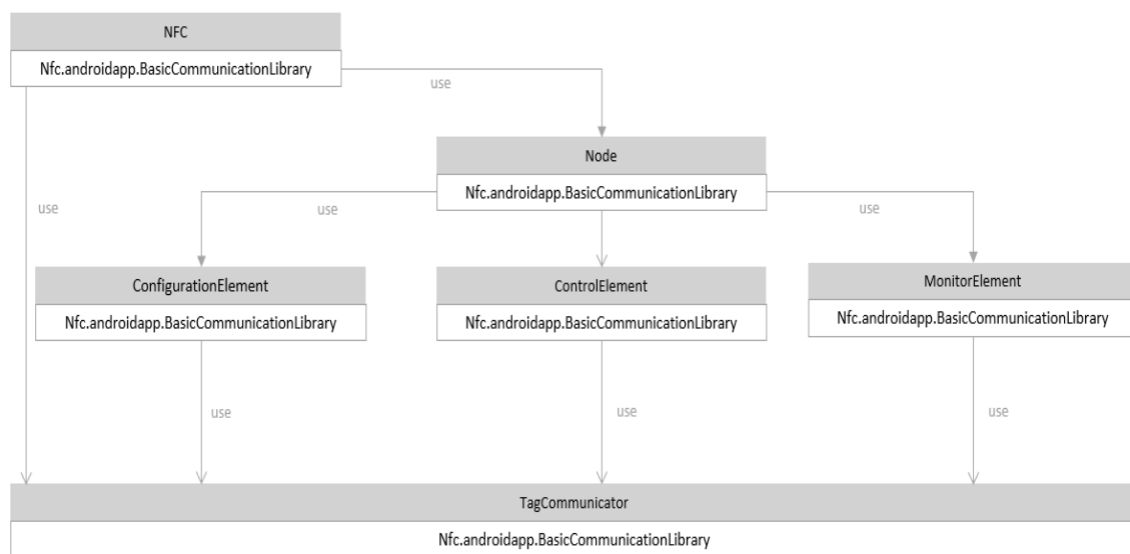 NFC
Nfc.androidapp.BasicCommunicationLibrary
use
Node
Nfc.androidapp.BasicCommunicationLibrary
use
use
use
ConfigurationElement
Nfc.androidapp.BasicCommunicationLibrary
ControlElement
Nfc.androidapp.BasicCommunicationLibrary
MonitorElement
Nfc.androidapp.BasicCommunicationLibrary
use
use
use
TagCommunicator
Nfc.androidapp.BasicCommunicationLibrary